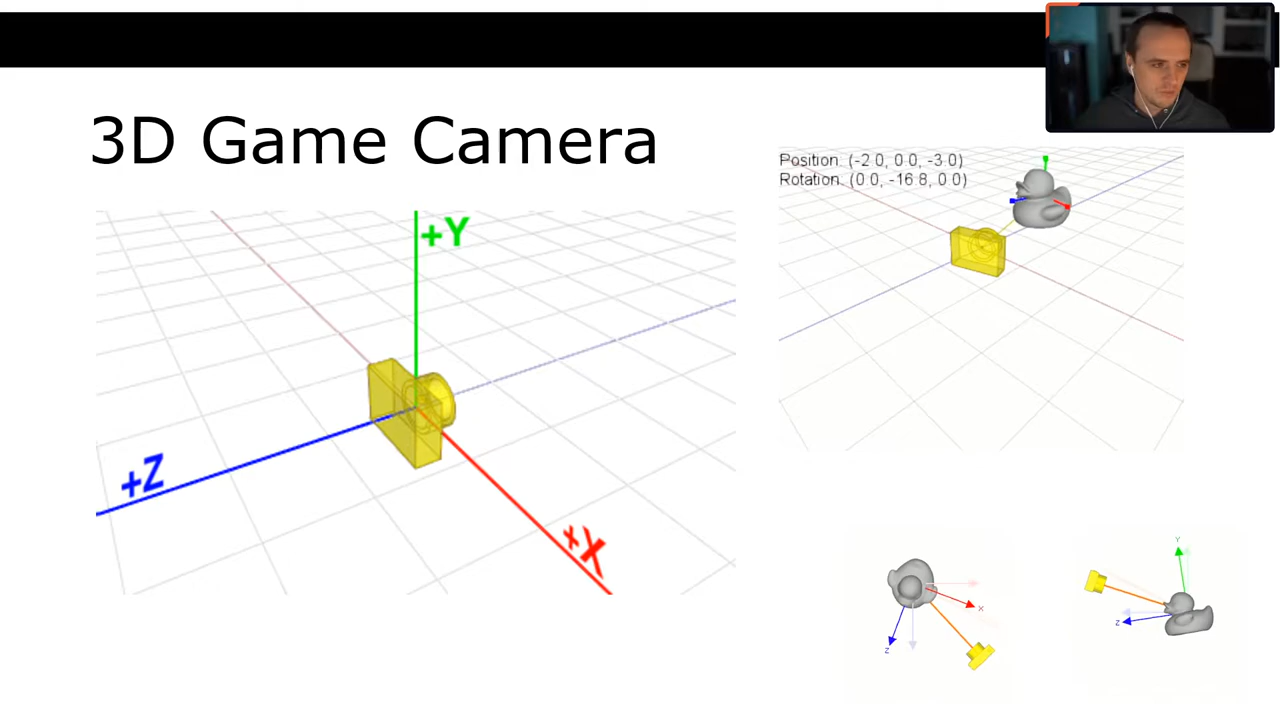 3D Game Camera
+Y
+Z
+X
Position: (-2.0, 0.0, -3.0)
Rotation: (0.0, -16.8, 0.0)
X
Z
Y
Z